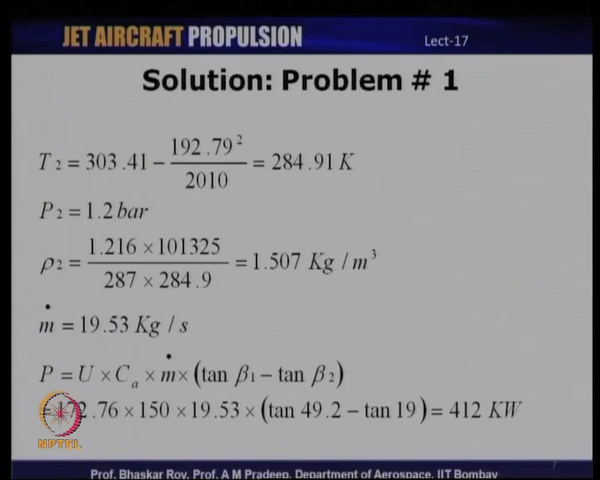 JET AIRCRAFT PROPULSION Lect-17
Solution: Problem # 1
T₂ = 303.41 − 192.79² / 2010 = 284.91 K
P₂ = 1.2 bar
ρ₂ = 1.216 × 101325 / 287 × 284.9 = 1.507 Kg / m³
ṁ = 19.53 Kg / s
P = U × Cₐ × ṁ × (tan β₁ − tan β₂)
= 172.76 × 150 × 19.53 × (tan 49.2 − tan 19) = 412 KW
NPTEL
7
Prof. Bhaskar Roy, Prof. A M Pradeep, Department of Aerospace, IIT Bombay